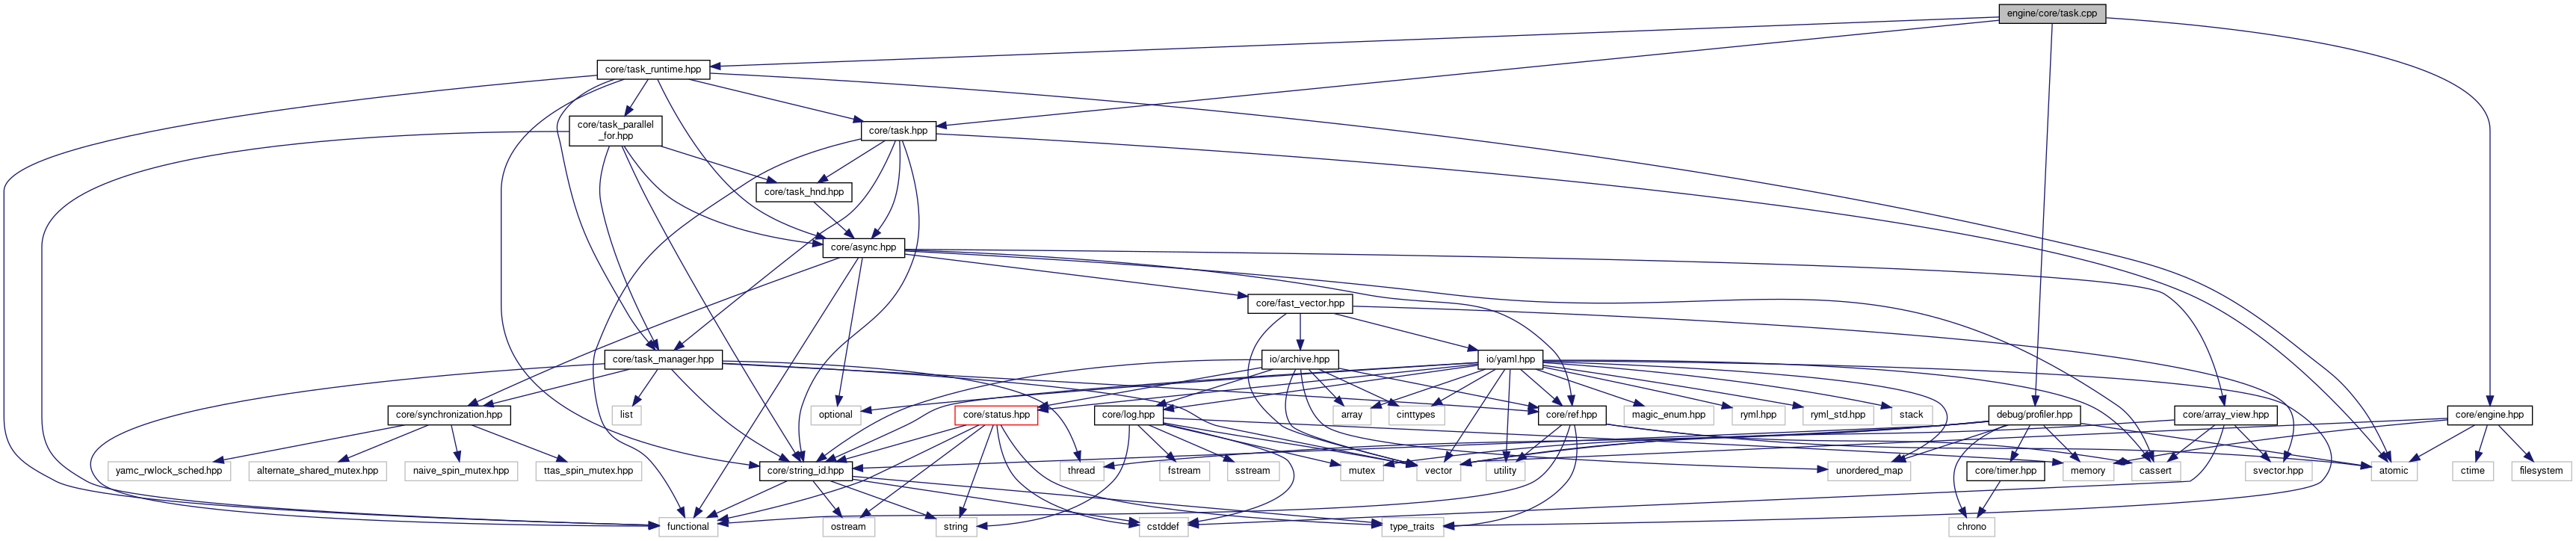 engine/core/task.cpp
core/task_runtime.hpp
core/task_parallel
_for.hpp
core/task.hpp
core/task_hnd.hpp
core/async.hpp
core/fast_vector.hpp
core/task_manager.hpp
io/archive.hpp
io/yaml.hpp
core/synchronization.hpp
list
optional
core/status.hpp
core/log.hpp
array
cinttypes
core/ref.hpp
magic_enum.hpp
ryml.hpp
ryml_std.hpp
stack
debug/profiler.hpp
core/array_view.hpp
core/engine.hpp
yamc_rwlock_sched.hpp
alternate_shared_mutex.hpp
naive_spin_mutex.hpp
ttas_spin_mutex.hpp
core/string_id.hpp
thread
fstream
sstream
mutex
vector
utility
unordered_map
core/timer.hpp
memory
cassert
svector.hpp
atomic
ctime
filesystem
functional
ostream
string
cstddef
type_traits
chrono